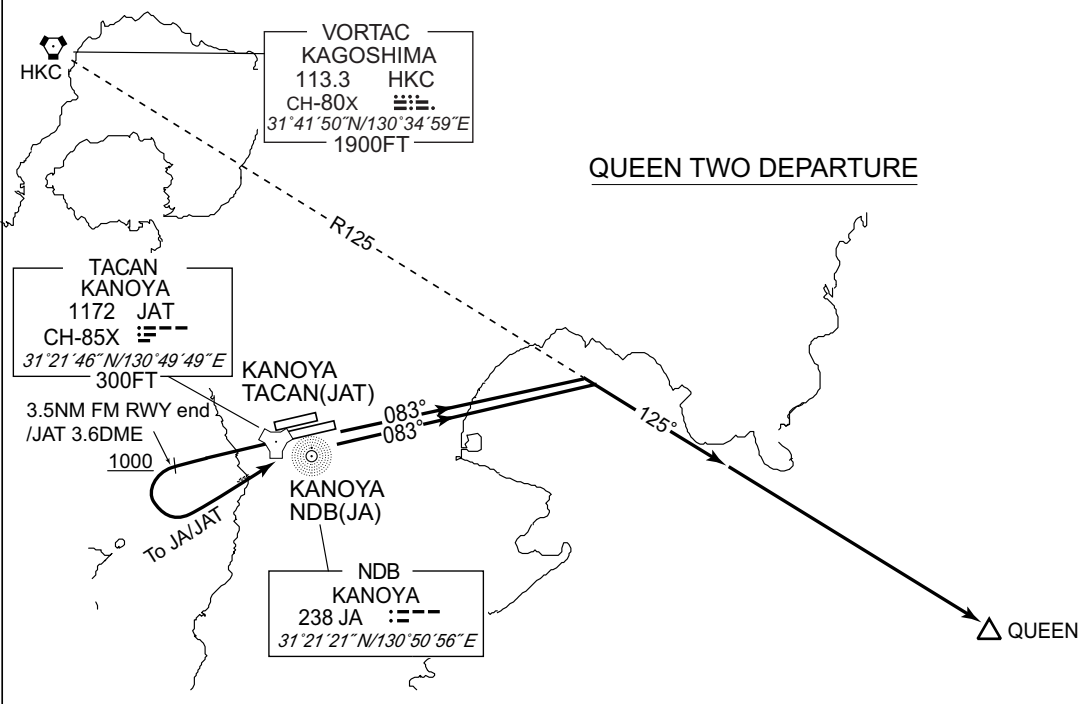 VORTAC
KAGOSHIMA
113.3 HKC
CH-80X
31°41´50˝N/130°34´59˝E
1900FT
HKC
QUEEN TWO DEPARTURE
R125
TACAN
KANOYA
1172 JAT
CH-85X
31°21´46˝N/130°49´49˝E
300FT
KANOYA
TACAN(JAT)
3.5NM FM RWY end
/JAT 3.6DME
1000
083°
083°
125°
To JA/JAT
KANOYA
NDB(JA)
NDB
KANOYA
238 JA
31°21´21˝N/130°50´56˝E
QUEEN